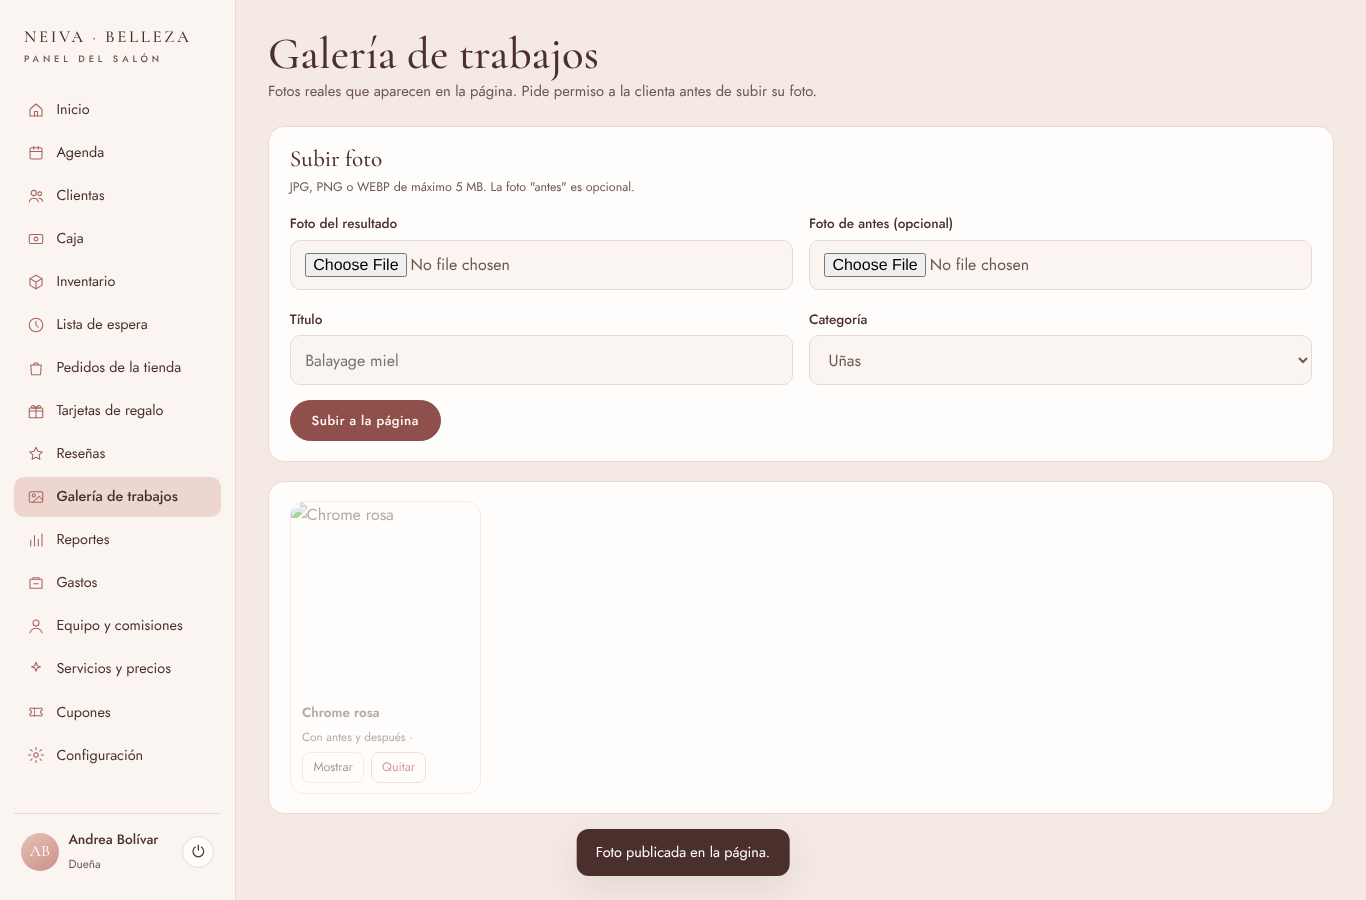 NEIVA · BELLEZA
PANEL DEL SALÓN
Inicio
Agenda
Clientas
Caja
Inventario
Lista de espera
Pedidos de la tienda
Tarjetas de regalo
Reseñas
Galería de trabajos
Reportes
Gastos
Equipo y comisiones
Servicios y precios
Cupones
Configuración
AB
Andrea Bolívar
Dueña
Galería de trabajos
Fotos reales que aparecen en la página. Pide permiso a la clienta antes de subir su foto.
Subir foto
JPG, PNG o WEBP de máximo 5 MB. La foto "antes" es opcional.
Foto del resultado
Choose File No file chosen
Foto de antes (opcional)
Choose File No file chosen
Título
Balayage miel
Categoría
Uñas
Subir a la página
Chrome rosa
Chrome rosa
Con antes y después ·
Mostrar
Quitar
Foto publicada en la página.